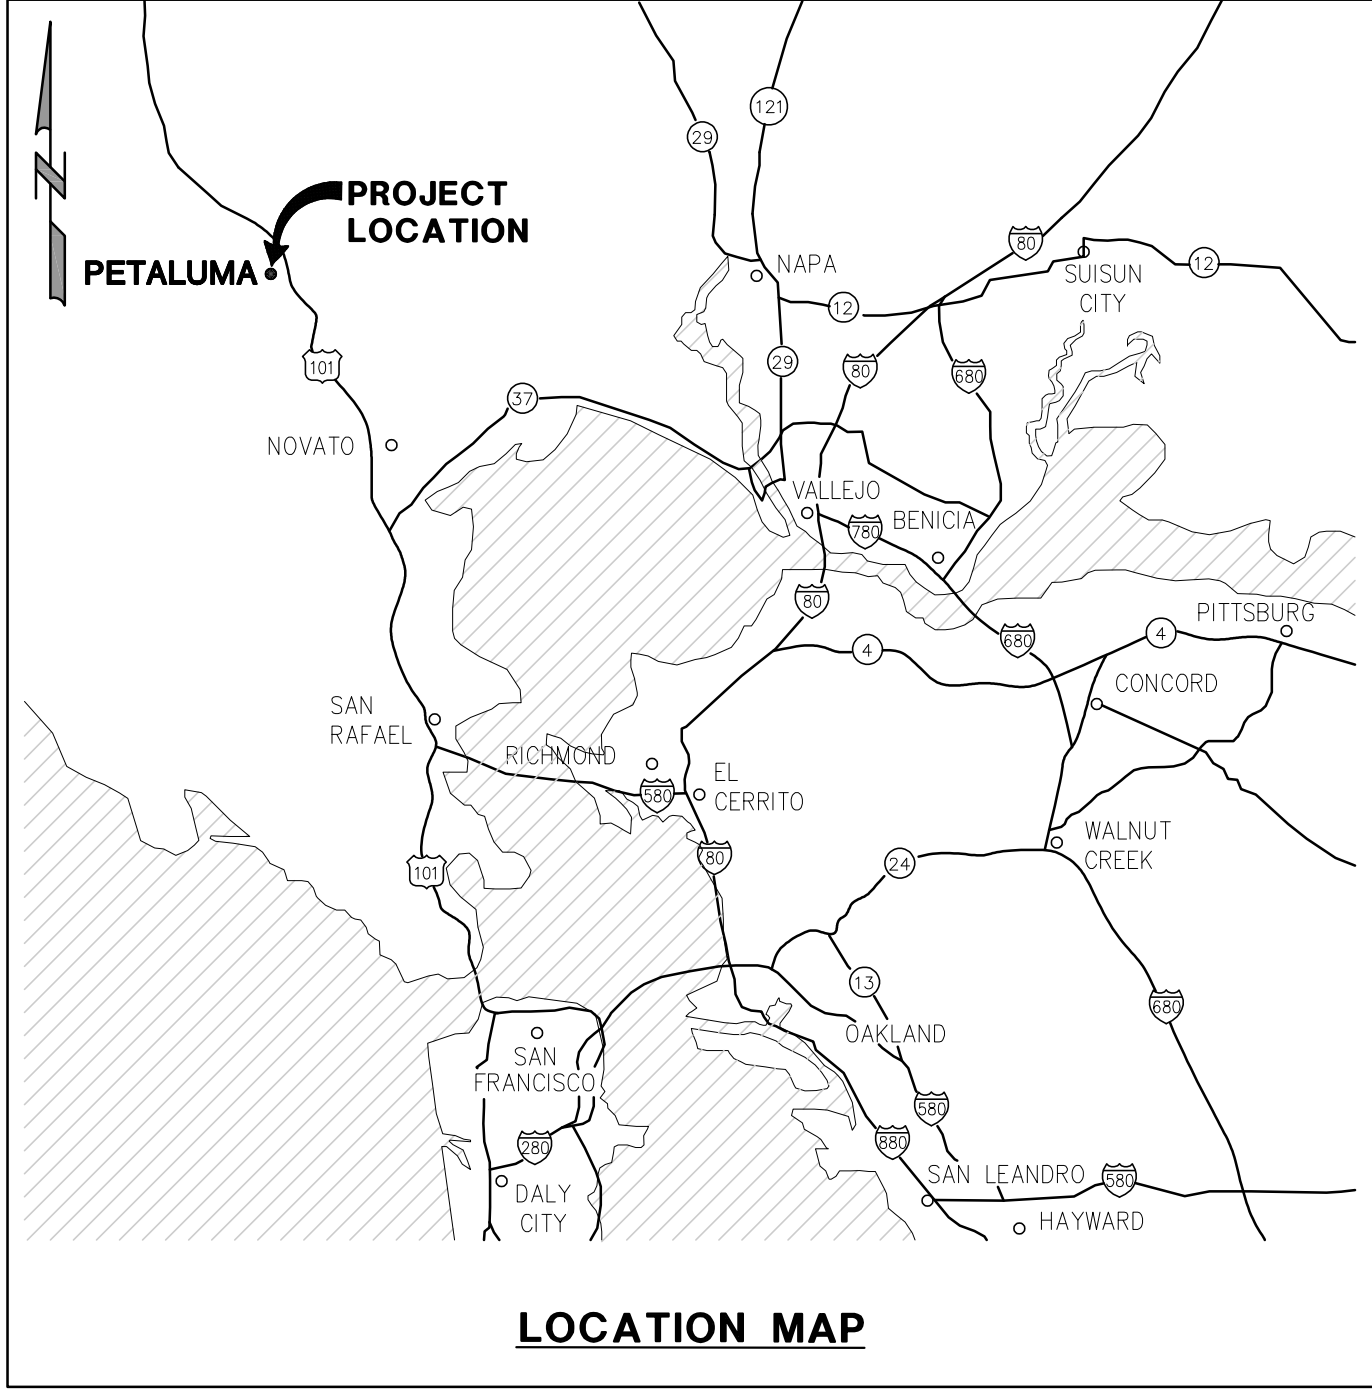 121
29
N
PROJECT
LOCATION
PETALUMA
80
NAPA
12
SUISUN
CITY
12
101
29
80
680
37
NOVATO
VALLEJO
BENICIA
780
80
PITTSBURG
4
680
4
CONCORD
SAN
RAFAEL
RICHMOND
580
EL
CERRITO
WALNUT
CREEK
80
24
101
13
680
OAKLAND
SAN
FRANCISCO
580
280
880
SAN LEANDRO
580
DALY
CITY
HAYWARD
LOCATION MAP